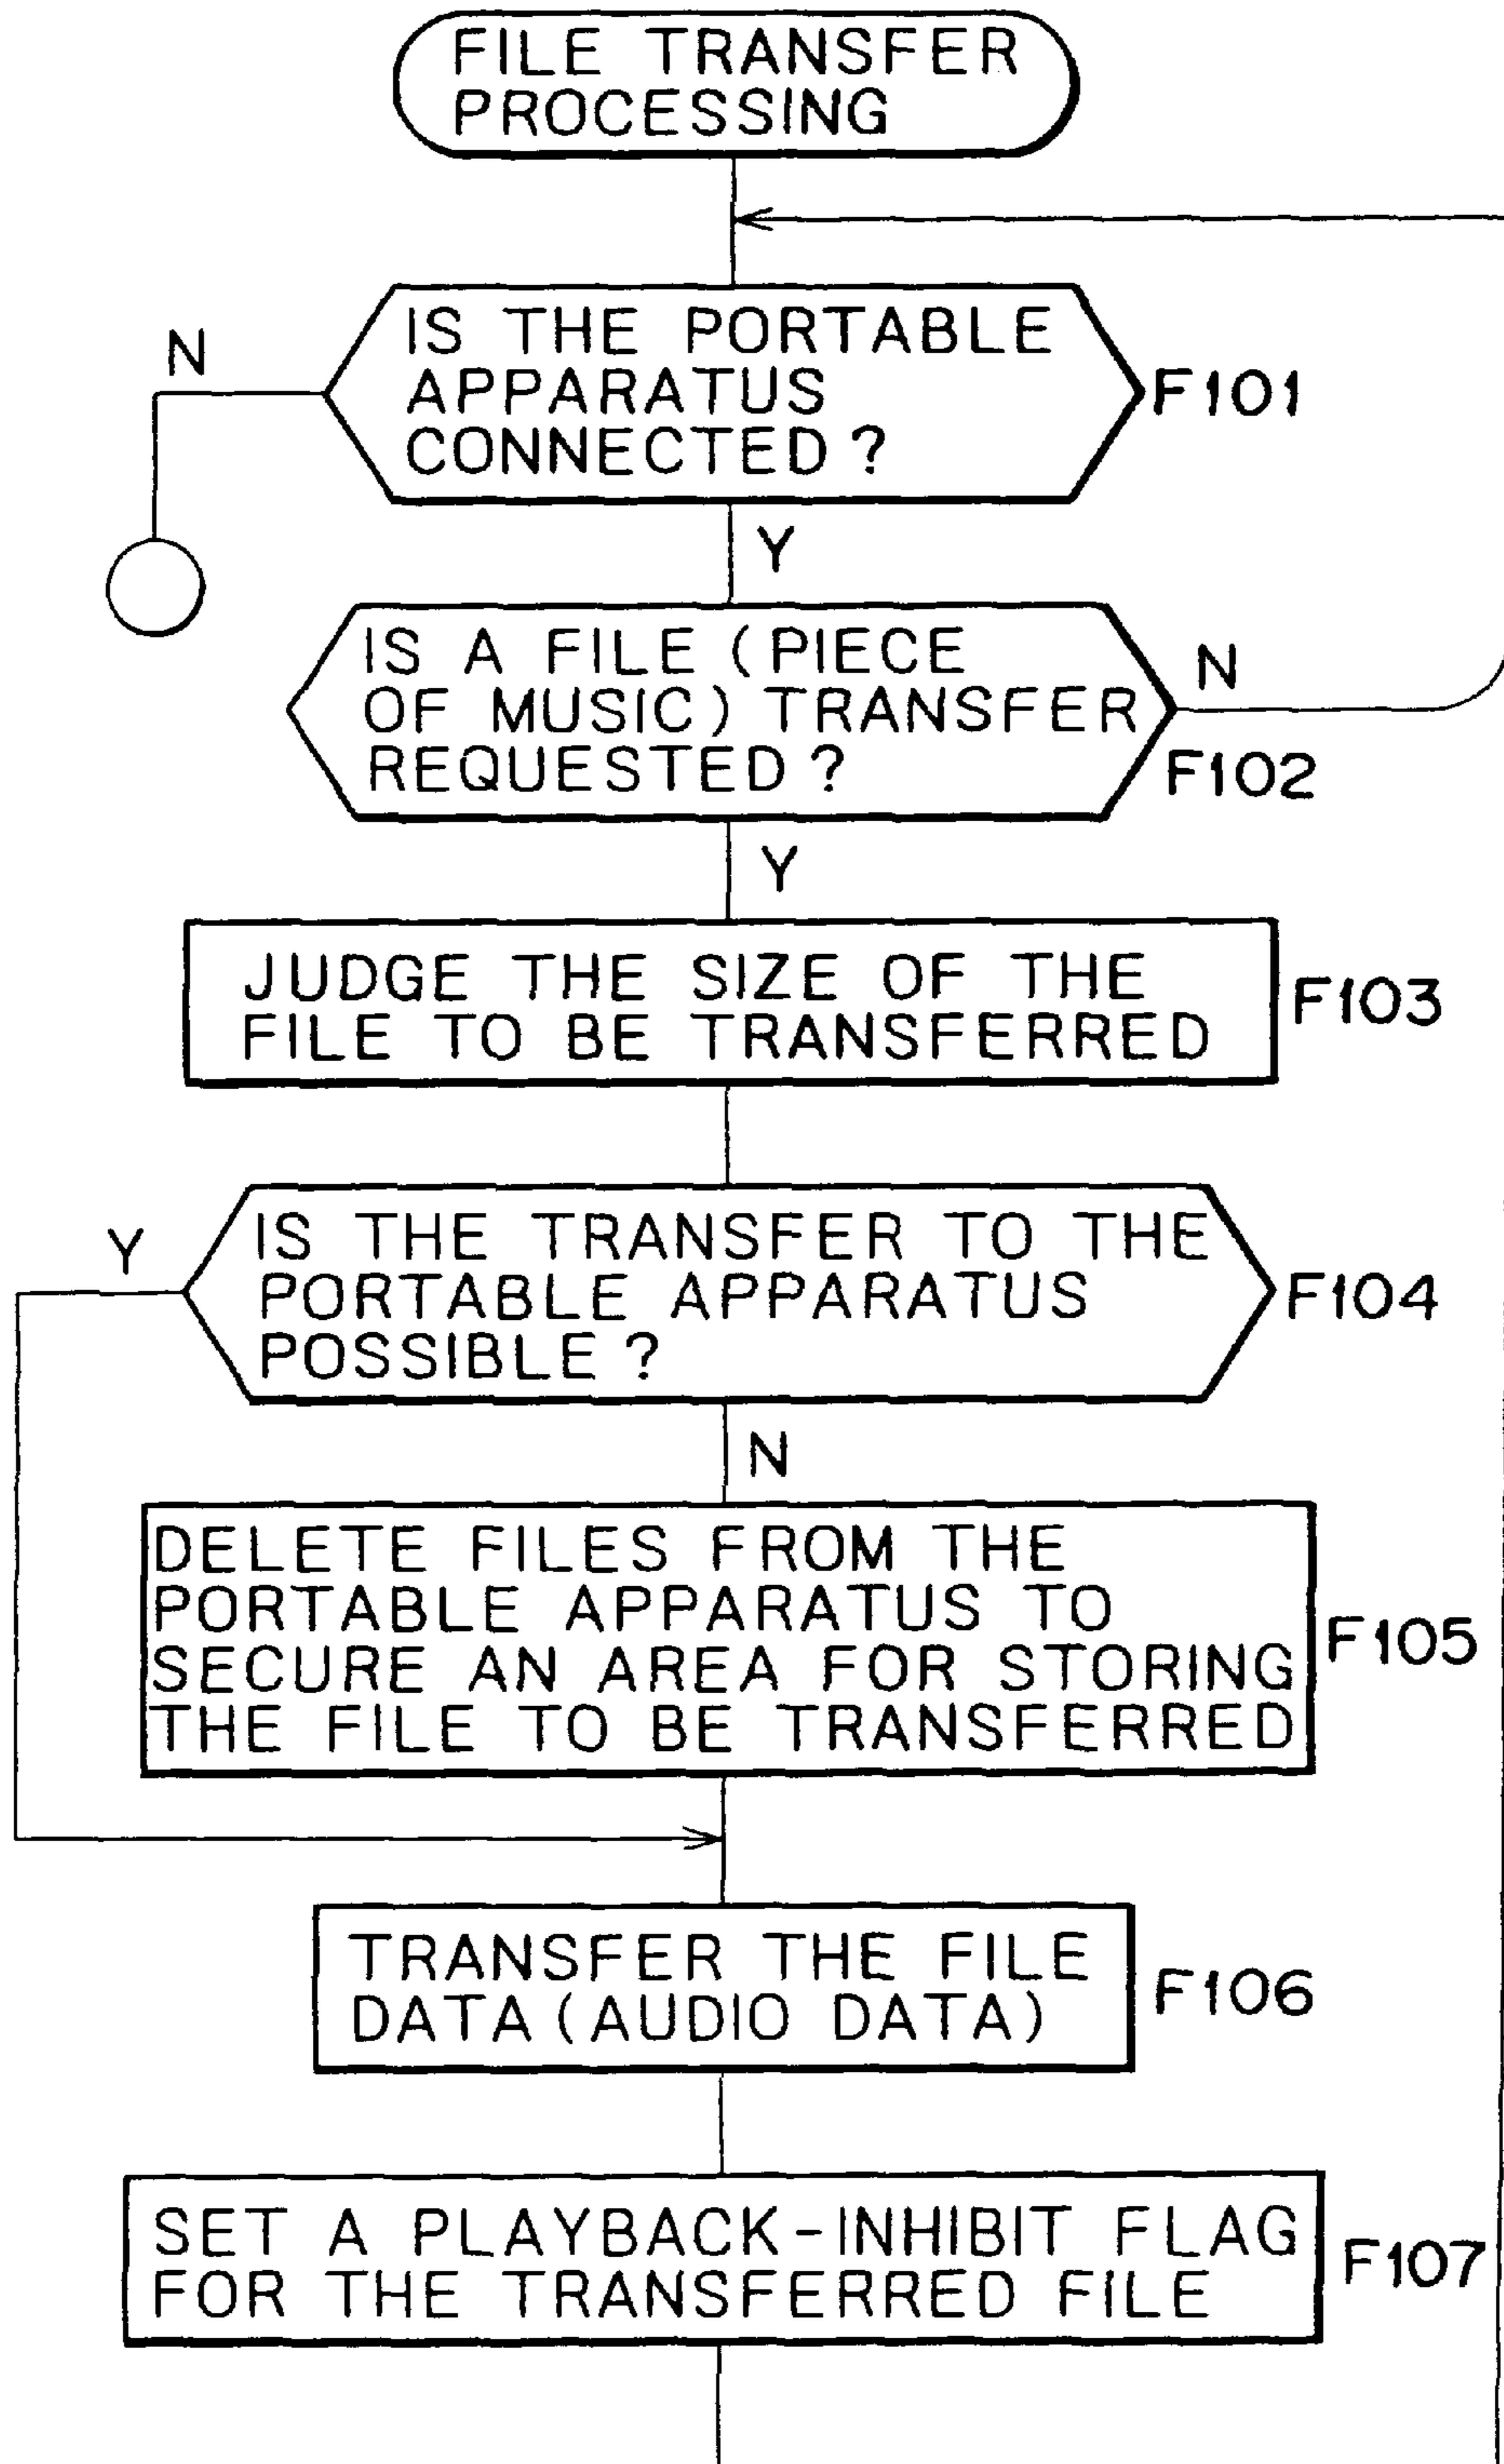 FILE TRANSFER
PROCESSING
N
IS THE PORTABLE
APPARATUS
CONNECTED?
F101
Y
IS A FILE (PIECE
OF MUSIC) TRANSFER
REQUESTED?
N
F102
Y
JUDGE THE SIZE OF THE
FILE TO BE TRANSFERRED
F103
Y
IS THE TRANSFER TO THE
PORTABLE APPARATUS
POSSIBLE?
F104
N
DELETE FILES FROM THE
PORTABLE APPARATUS TO
SECURE AN AREA FOR STORING
THE FILE TO BE TRANSFERRED
F105
TRANSFER THE FILE
DATA (AUDIO DATA)
F106
SET A PLAYBACK-INHIBIT FLAG
FOR THE TRANSFERRED FILE
F107